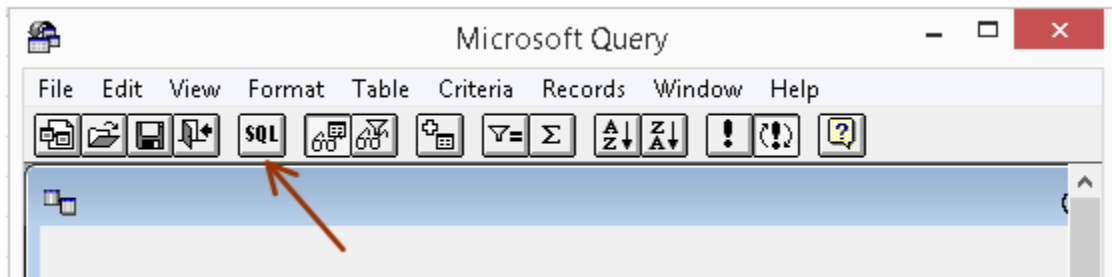 Microsoft Query
File Edit View Format Table Criteria Records Window Help
SQL A Z Z A